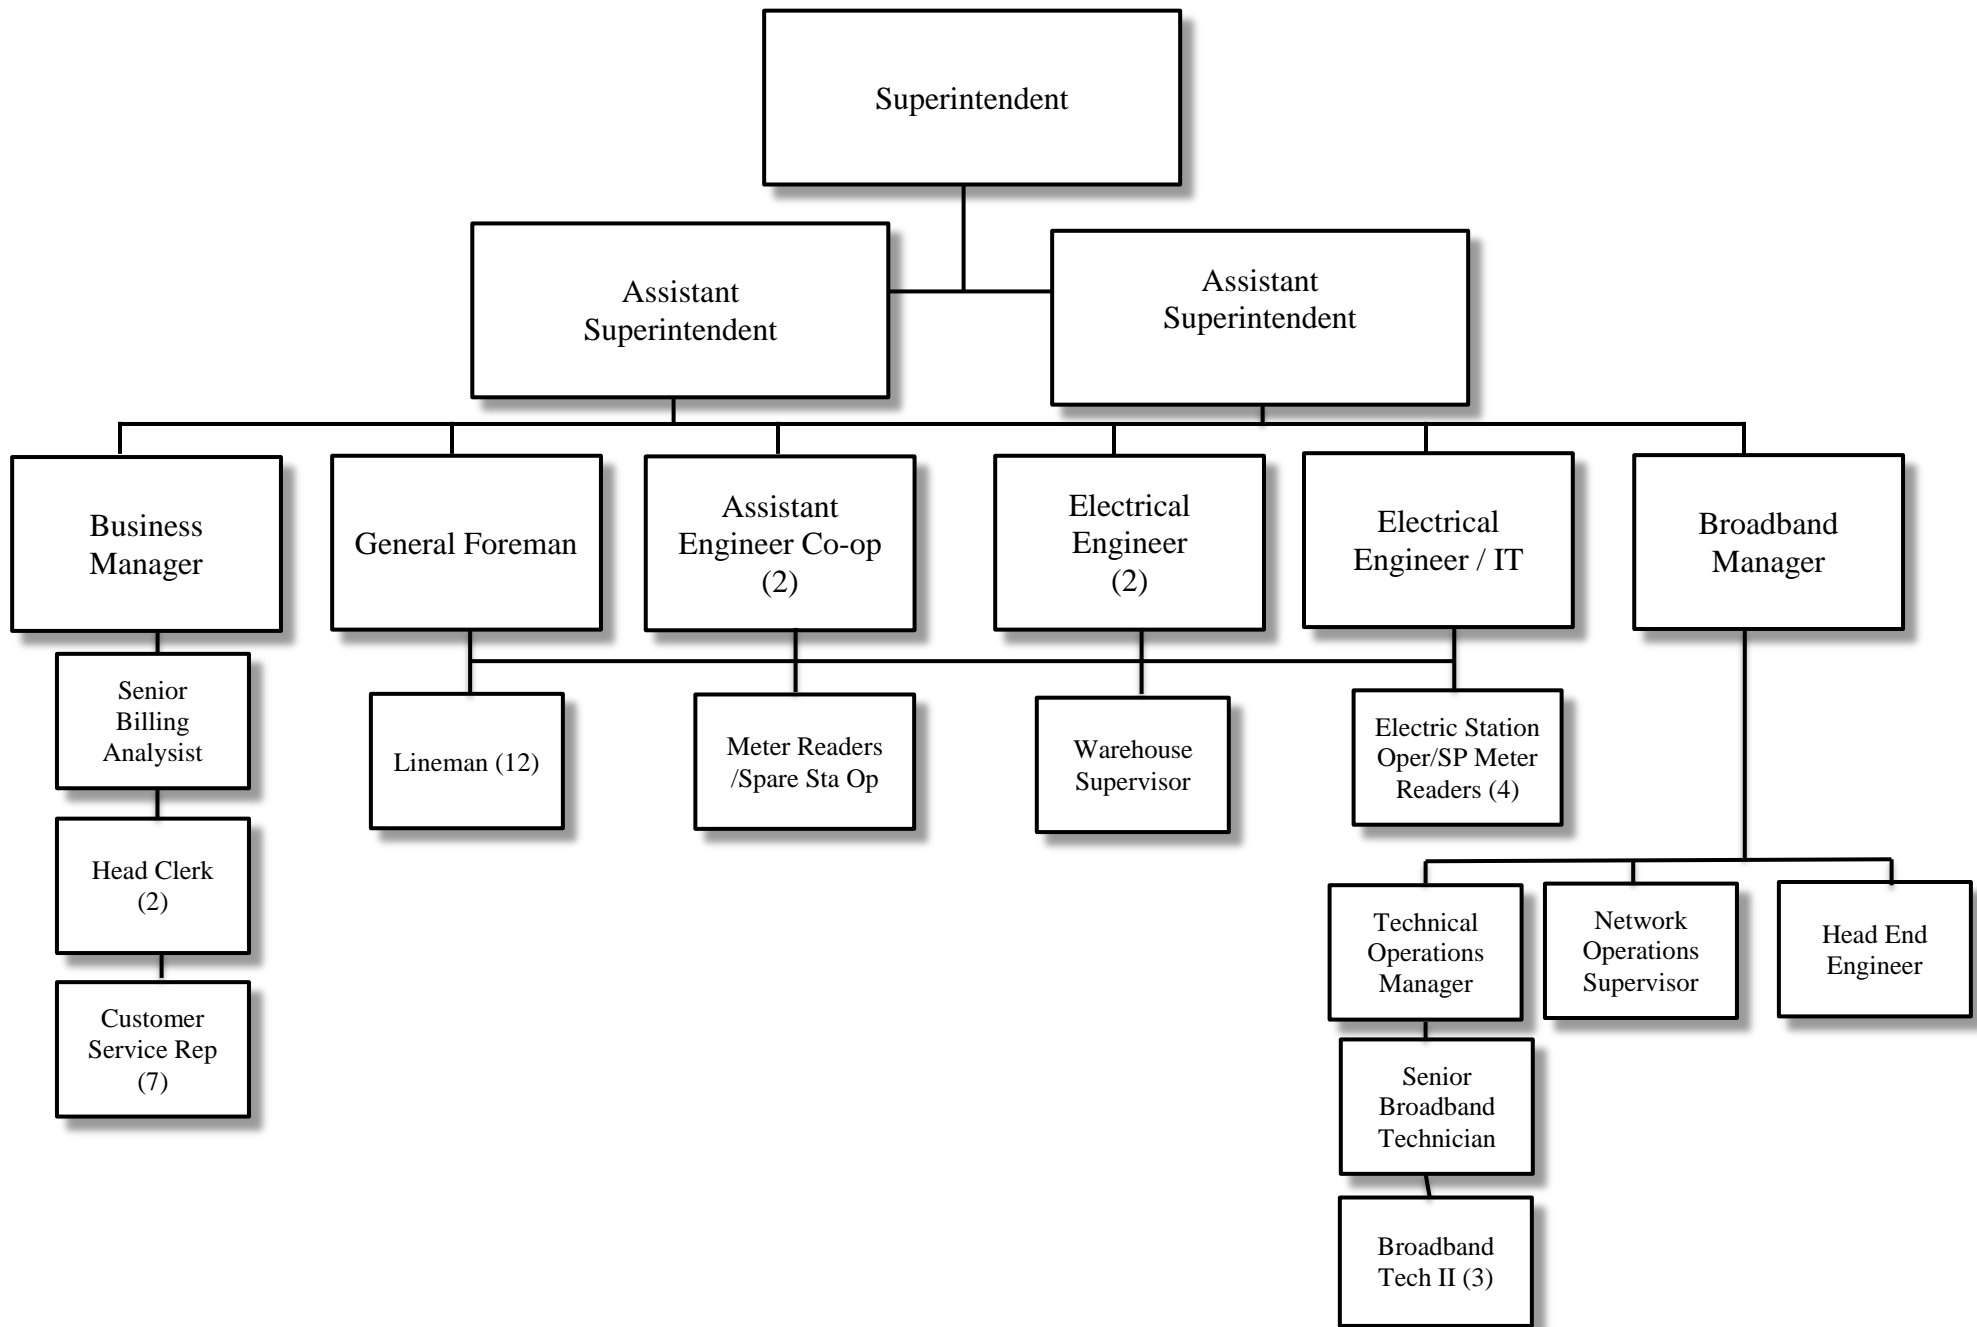 Superintendent
Assistant
Superintendent
Assistant
Superintendent
Business
Manager
General Foreman
Assistant
Engineer Co-op
(2)
Electrical
Engineer
(2)
Electrical
Engineer / IT
Broadband
Manager
Senior
Billing
Analysist
Lineman (12)
Meter Readers
/Spare Sta Op
Warehouse
Supervisor
Electric Station
Oper/SP Meter
Readers (4)
Head Clerk
(2)
Technical
Operations
Manager
Network
Operations
Supervisor
Head End
Engineer
Customer
Service Rep
(7)
Senior
Broadband
Technician
Broadband
Tech II (3)